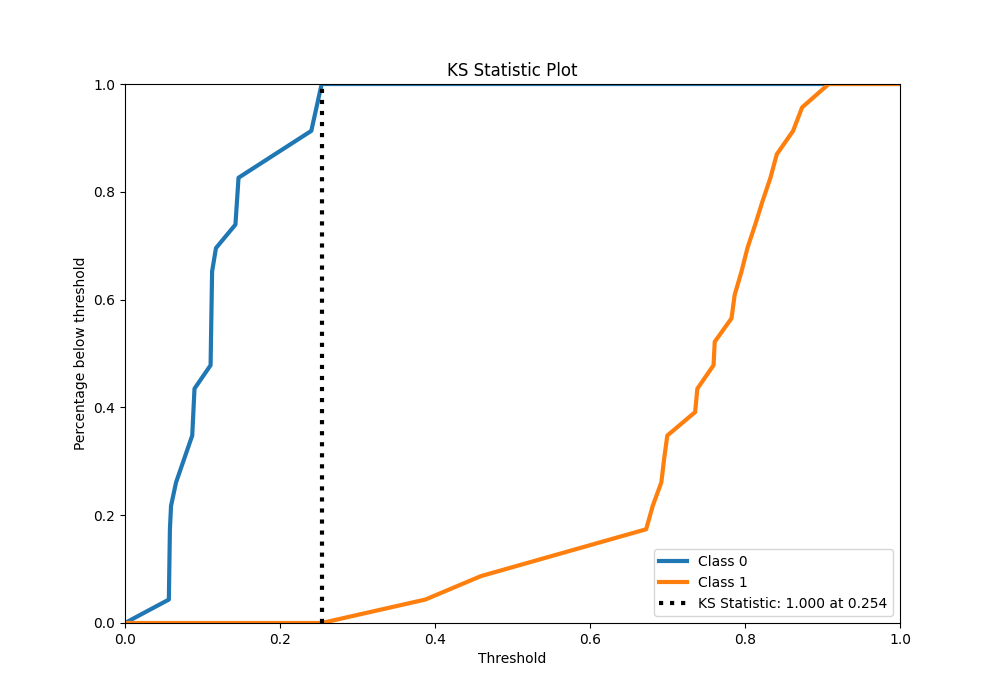 KS Statistic Plot
Percentage below threshold
1.0
0.8
0.6
0.4
0.2
0.0
0.0 0.2 0.4 0.6 0.8 1.0
Threshold
Class 0
Class 1
KS Statistic: 1.000 at 0.254